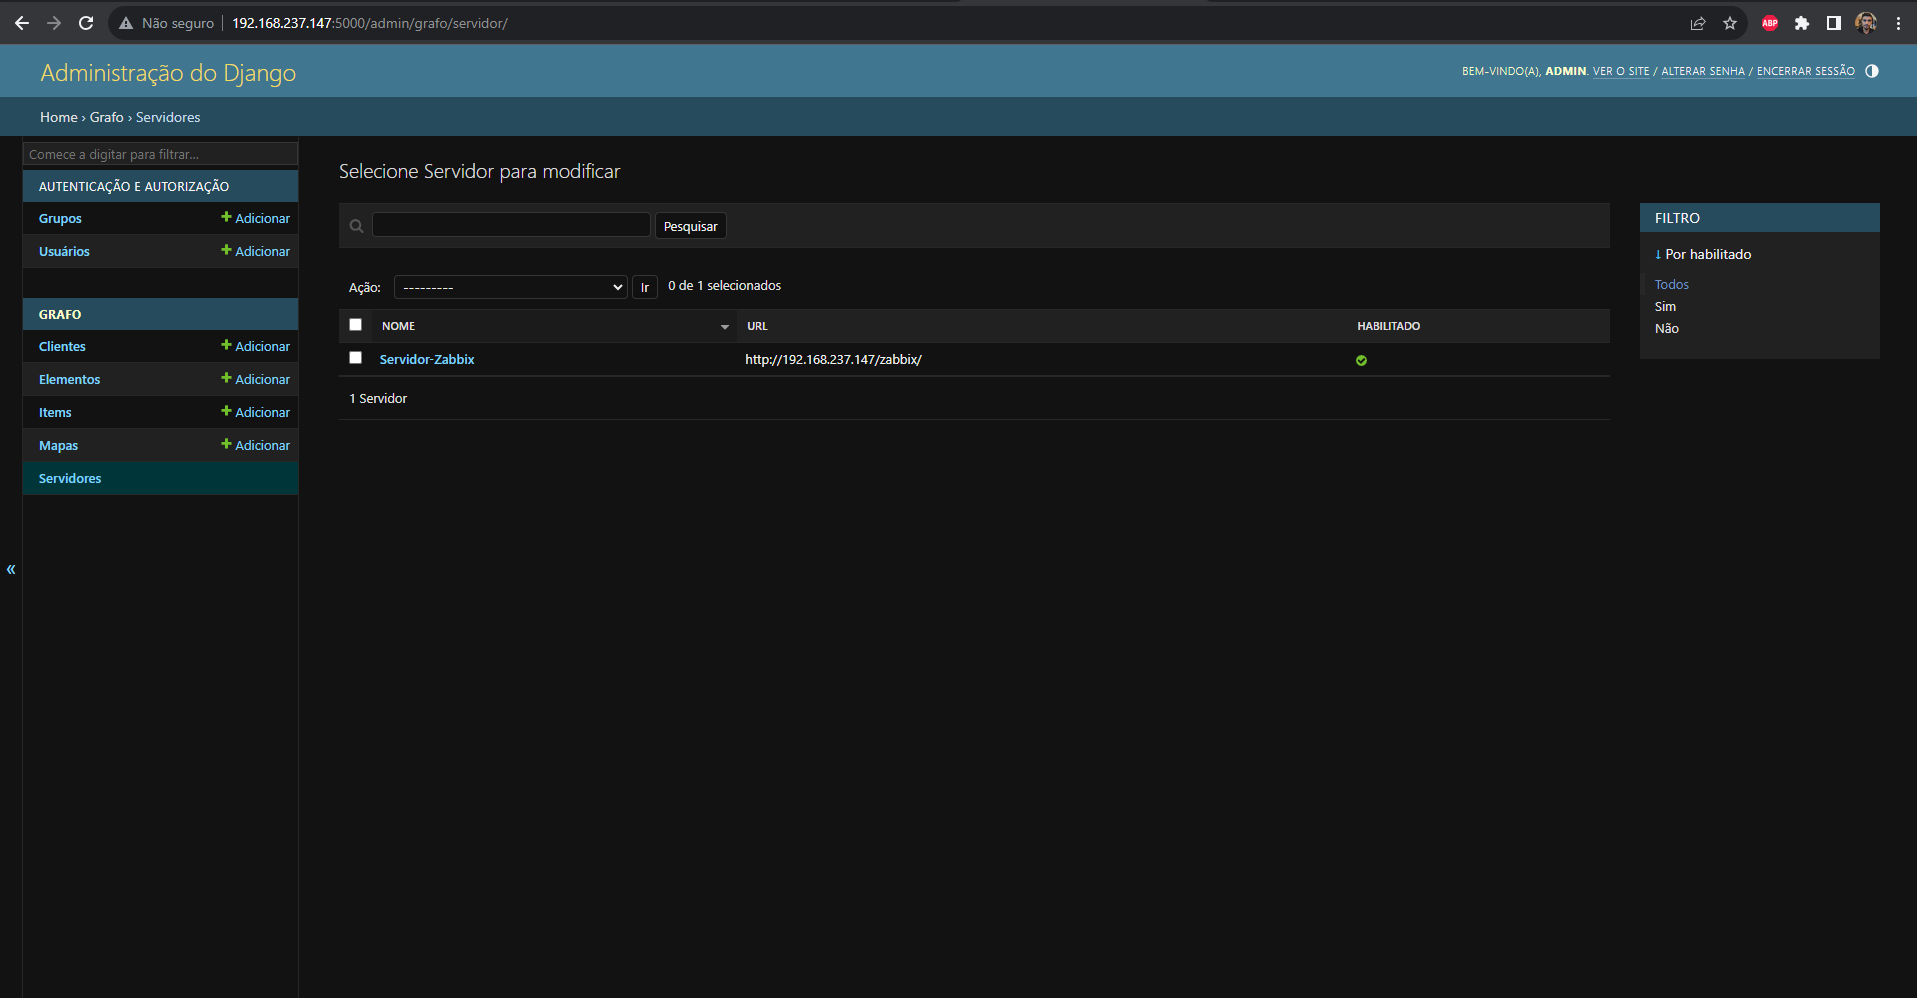 Não seguro 192.168.237.147:5000/admin/grafo/servidor/
ABP
Administração do Django
BEM-VINDO(A), ADMIN. VER O SITE / ALTERAR SENHA / ENCERRAR SESSÃO
Home › Grafo › Servidores
Comece a digitar para filtrar...
AUTENTICAÇÃO E AUTORIZAÇÃO
Grupos + Adicionar
Usuários + Adicionar
GRAFO
Clientes + Adicionar
Elementos + Adicionar
Items + Adicionar
Mapas + Adicionar
Servidores
«
Selecione Servidor para modificar
Pesquisar
Ação: --------- Ir 0 de 1 selecionados
NOME URL HABILITADO
Servidor-Zabbix http://192.168.237.147/zabbix/
1 Servidor
FILTRO
↓ Por habilitado
Todos
Sim
Não